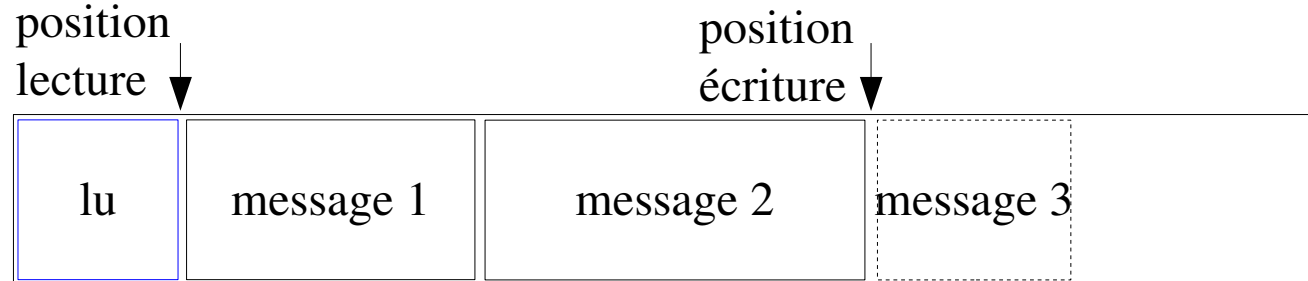 position
lecture
position
écriture
lu
message 1
message 2
message 3